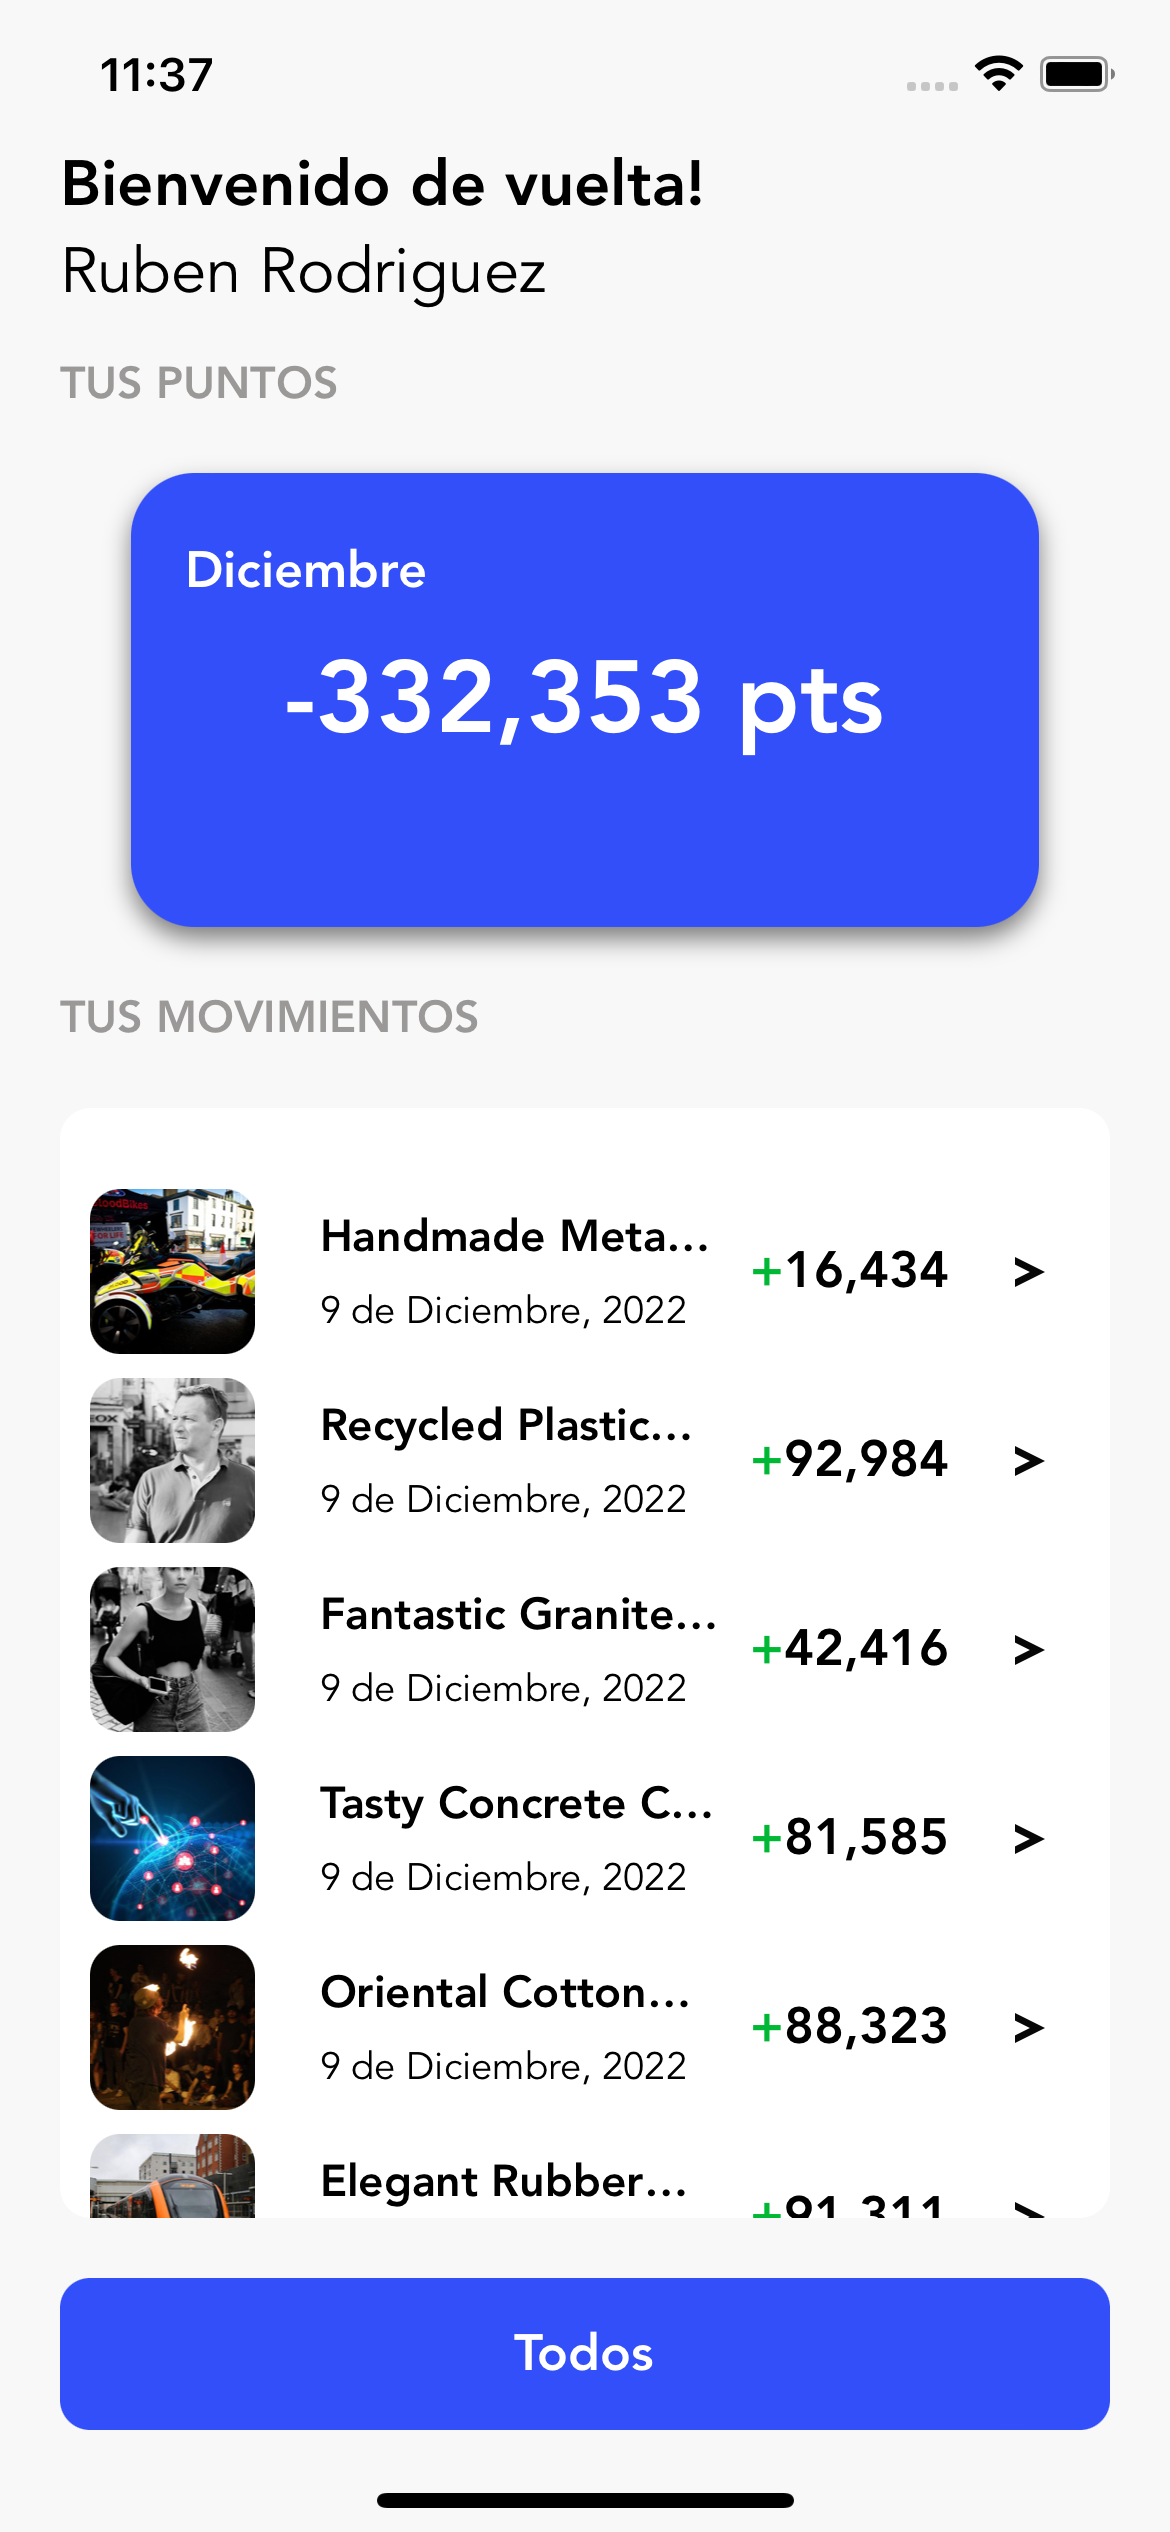 11:37
Bienvenido de vuelta!
Ruben Rodriguez
TUS PUNTOS
Diciembre
-332,353 pts
TUS MOVIMIENTOS
Handmade Meta...
9 de Diciembre, 2022
+16,434 >
Recycled Plastic...
9 de Diciembre, 2022
+92,984 >
Fantastic Granite...
9 de Diciembre, 2022
+42,416 >
Tasty Concrete C...
9 de Diciembre, 2022
+81,585 >
Oriental Cotton...
9 de Diciembre, 2022
+88,323 >
Elegant Rubber...
+91,311 >
Todos